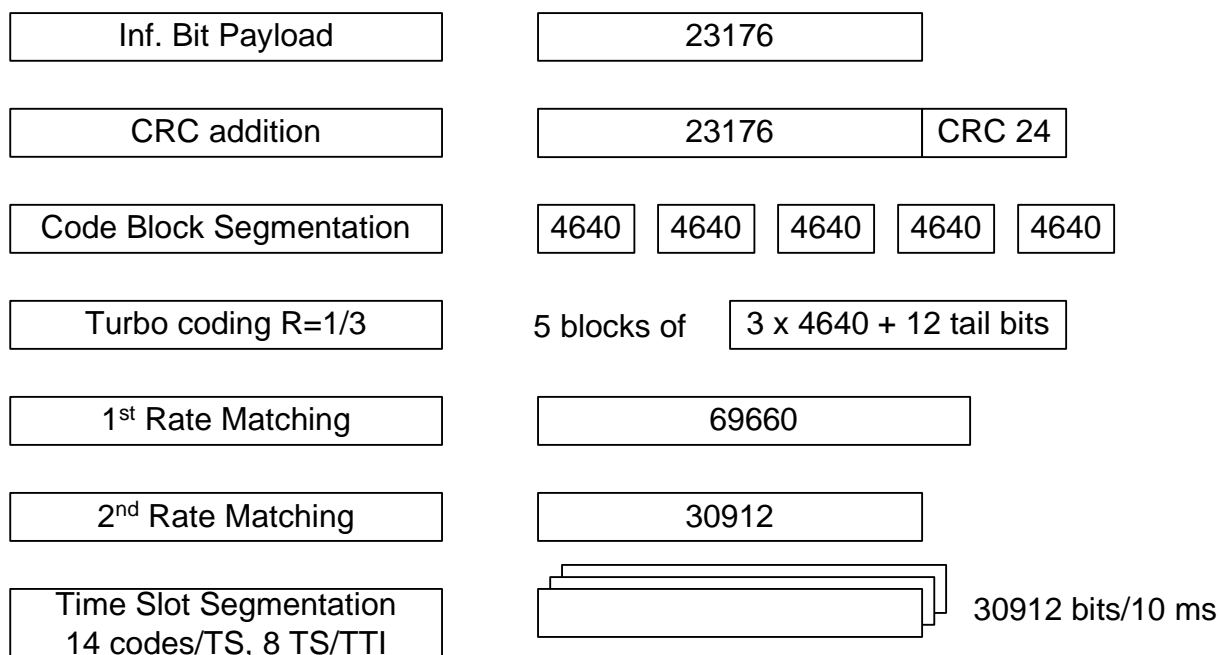 Inf. Bit Payload 23176
CRC addition 23176 CRC 24
Code Block Segmentation 4640 4640 4640 4640 4640
Turbo coding R=1/3 5 blocks of 3 x 4640 + 12 tail bits
1st Rate Matching 69660
2nd Rate Matching 30912
Time Slot Segmentation
14 codes/TS, 8 TS/TTI
30912 bits/10 ms